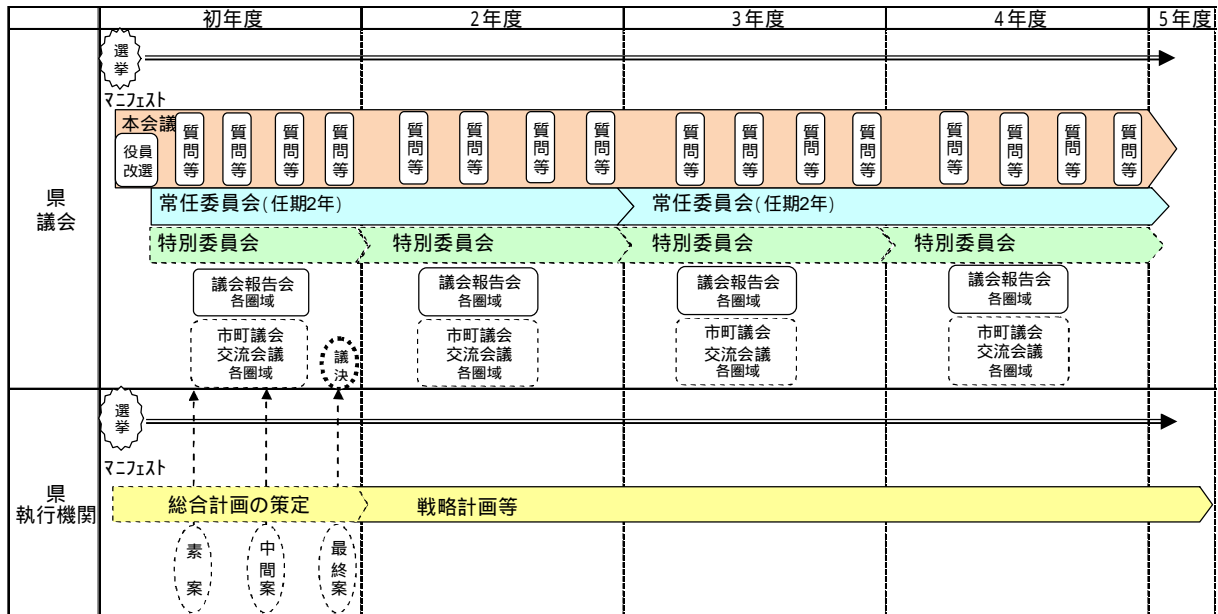 初年度 2年度 3年度 4年度 5年度
県
議会
選
挙
マニフェスト
本会議
役員
改選
質問等 質問等 質問等 質問等 質問等 質問等 質問等 質問等 質問等 質問等 質問等 質問等 質問等 質問等 質問等 質問等
常任委員会(任期2年) 常任委員会(任期2年)
特別委員会 特別委員会 特別委員会 特別委員会
議会報告会 議会報告会 議会報告会 議会報告会
各圏域 各圏域 各圏域 各圏域
市町議会 市町議会 市町議会 市町議会
交流会議 交流会議 交流会議 交流会議
各圏域 各圏域 各圏域 各圏域
議決
県
執行機関
選
挙
マニフェスト
総合計画の策定 戦略計画等
素案 中間案 最終案